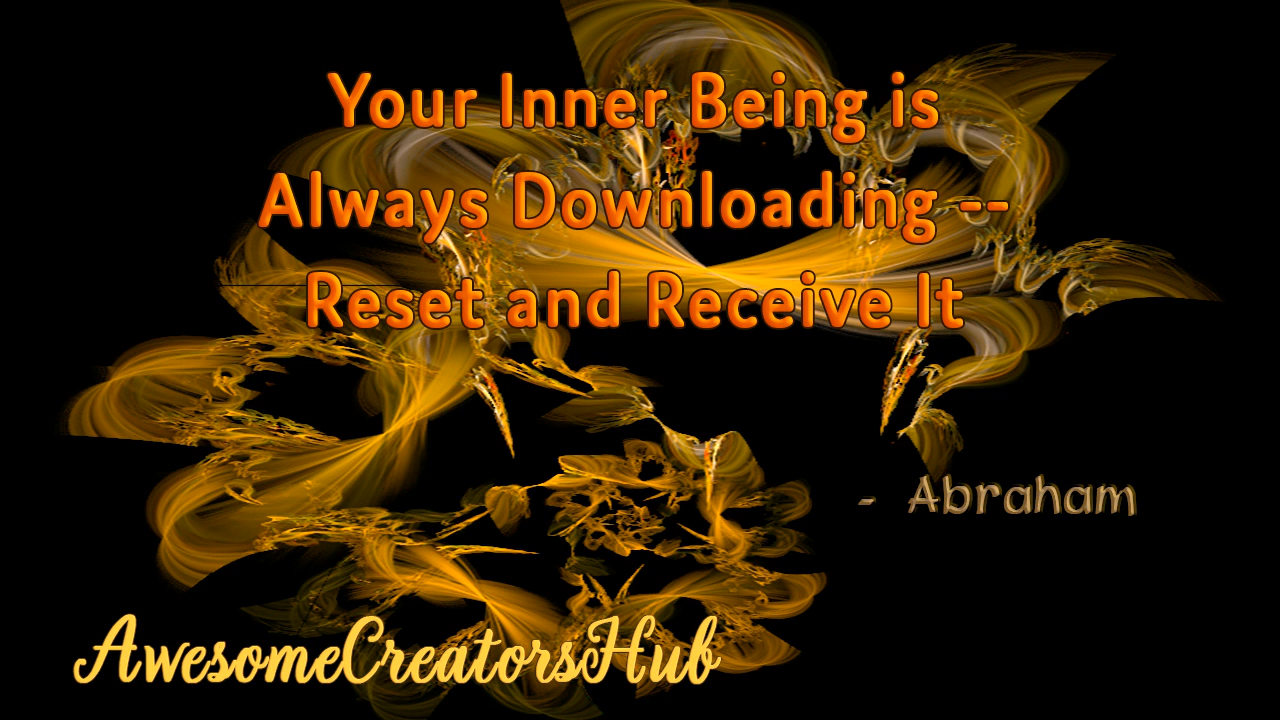 Your Inner Being is
Always Downloading --
Reset and Receive It
- Abraham
AwesomeCreatorsHub